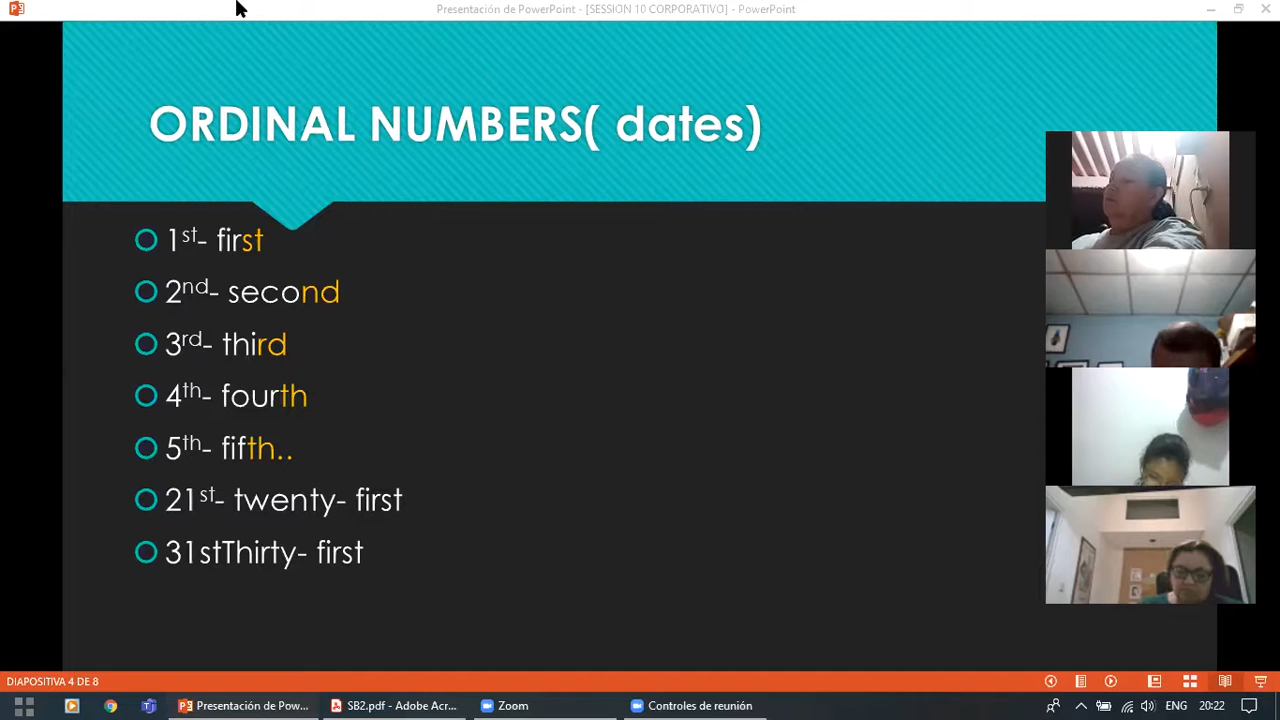 Presentación de PowerPoint - [SESSION 10 CORPORATIVO] - PowerPoint
ORDINAL NUMBERS( dates)
1st- first
2nd- second
3rd- third
4th- fourth
5th- fifth..
21st- twenty- first
31stThirty- first
DIAPOSITIVA 4 DE 8
Presentación de Pow... SB2.pdf - Adobe Acr... Zoom Controles de reunión ENG 20:22